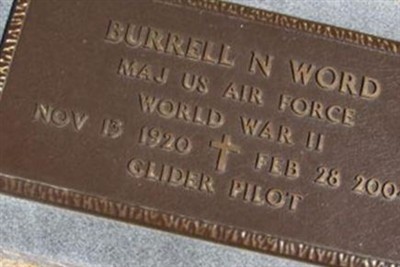 BURRELL N WORD
MAJ US AIR FORCE
WORLD WAR II
NOV 13 1920 ✝ FEB 28 200
GLIDER PILOT